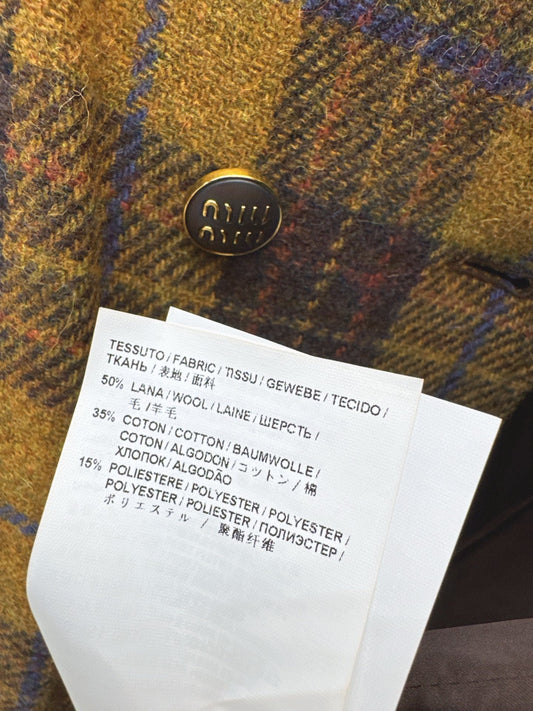 miu
miu
TESSUTO / FABRIC / TISSU / GEWEBE / TECIDO /
ТКАНЬ / 表地 / 面料
50% LANA / WOOL / LAINE / ШЕРСТЬ /
毛 / 羊毛
35% COTON / COTTON / BAUMWOLLE /
COTON / ALGODON / コットン / 棉
ХЛОПОК / ALGODÃO
15% POLIESTERE / POLYESTER / POLYESTER /
POLYESTER / POLIESTER / ПОЛИЭСТЕР /
ポリエステル / 聚酯纤维